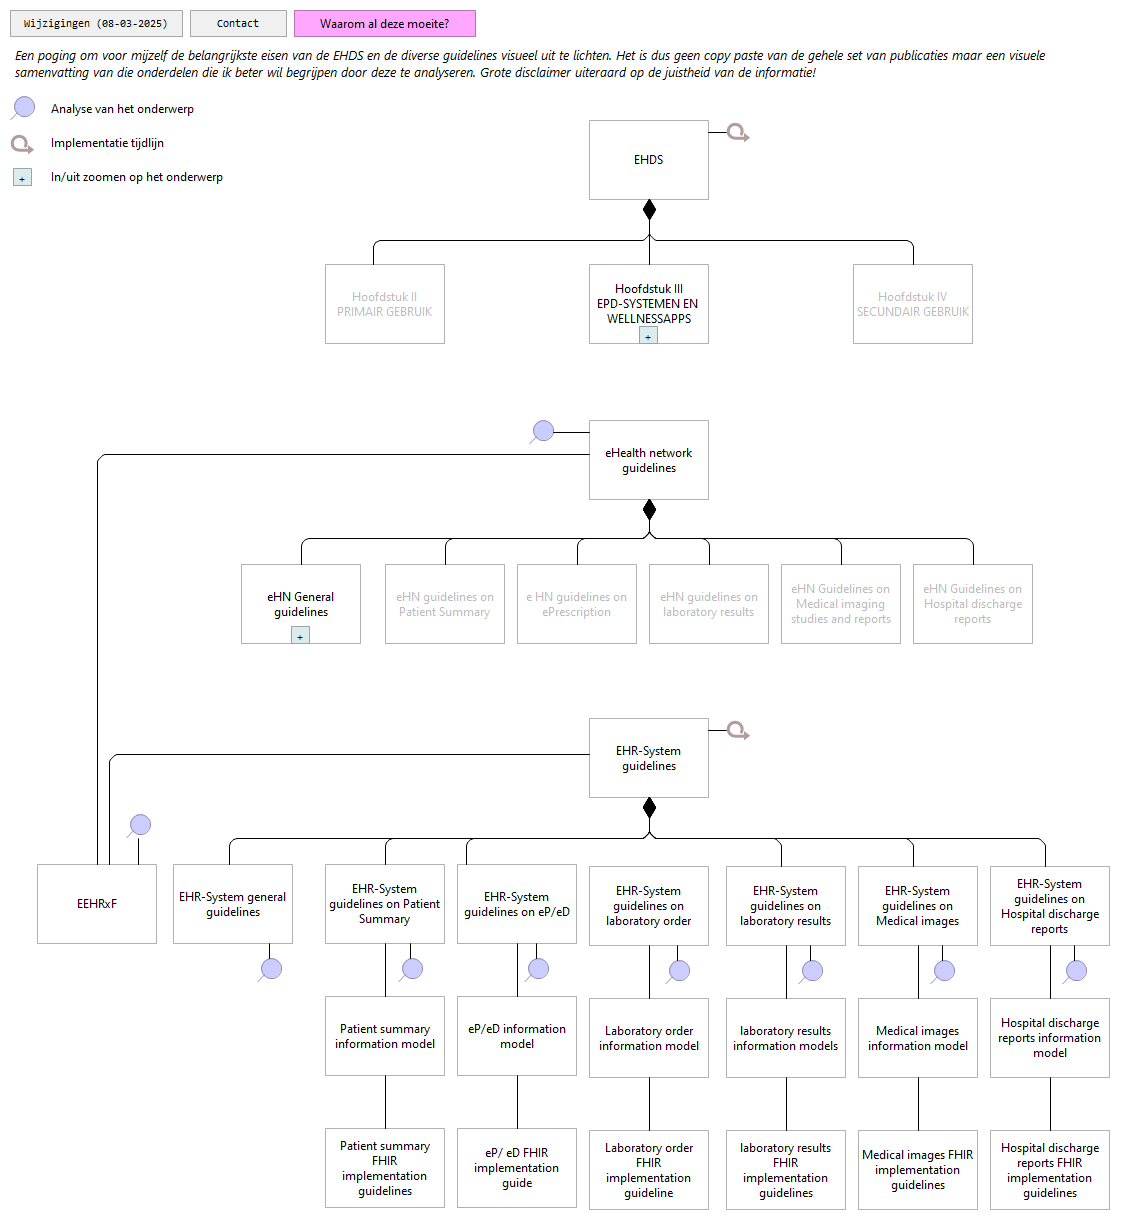 Wijzigingen (08-03-2025)
Contact
Waarom al deze moeite?
Een poging om voor mijzelf de belangrijkste eisen van de EHDS en de diverse guidelines visueel uit te lichten. Het is dus geen copy paste van de gehele set van publicaties maar een visuele
samenvatting van die onderdelen die ik beter wil begrijpen door deze te analyseren. Grote disclaimer uiteraard op de juistheid van de informatie!
Analyse van het onderwerp
Implementatie tijdlijn
+
In/uit zoomen op het onderwerp
EHDS
Hoofdstuk II
PRIMAIR GEBRUIK
Hoofdstuk III
EPD-SYSTEMEN EN
WELLNESSAPPS
+
Hoofdstuk IV
SECUNDAIR GEBRUIK
eHealth network
guidelines
eHN General
guidelines
+
eHN guidelines on
Patient Summary
e HN guidelines on
ePrescription
eHN guidelines on
laboratory results
eHN Guidelines on
Medical imaging
studies and reports
eHN Guidelines on
Hospital discharge
reports
EHR-System
guidelines
EEHRxF
EHR-System general
guidelines
EHR-System
guidelines on Patient
Summary
EHR-System
guidelines on eP/eD
EHR-System
guidelines on
laboratory order
EHR-System
guidelines on
laboratory results
EHR-System
guidelines on
Medical images
EHR-System
guidelines on
Hospital discharge
reports
Patient summary
information model
eP/eD information
model
Laboratory order
information model
laboratory results
information models
Medical images
information model
Hospital discharge
reports information
model
Patient summary
FHIR
implementation
guidelines
eP/ eD FHIR
implementation
guide
Laboratory order
FHIR
implementation
guideline
laboratory results
FHIR
implementation
guidelines
Medical images FHIR
implementation
guidelines
Hospital discharge
reports FHIR
implementation
guidelines